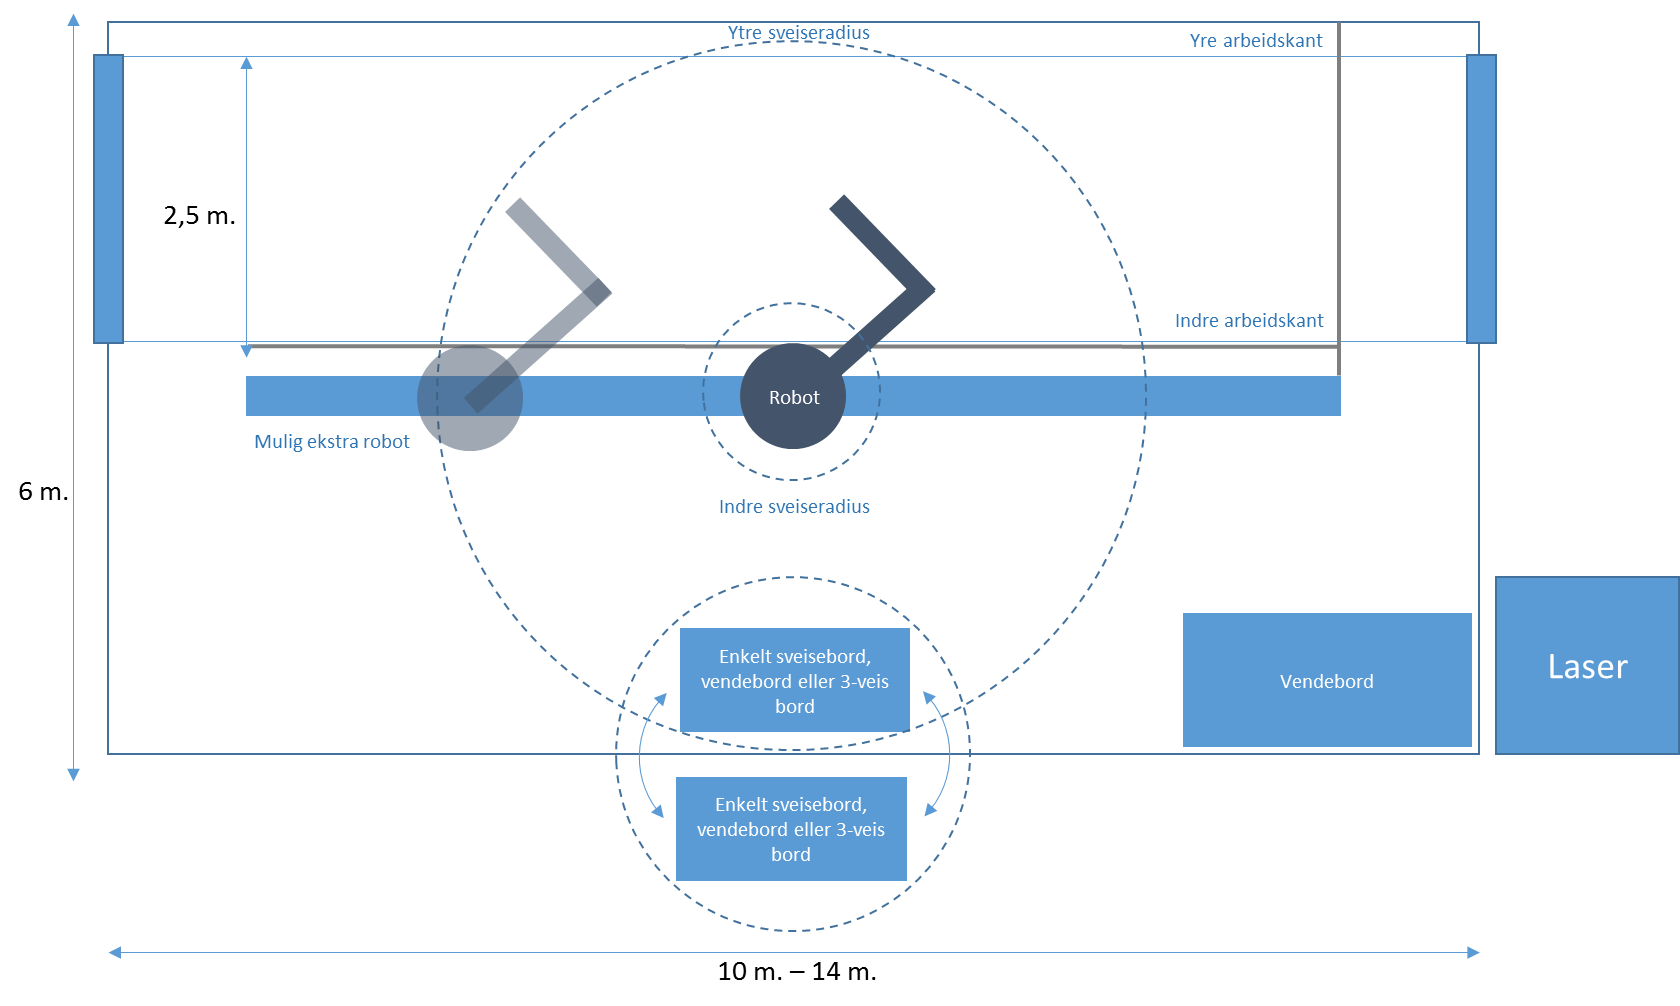 Ytre sveiseradius
Yre arbeidskant
2,5 m.
Indre arbeidskant
Robot
Mulig ekstra robot
6 m.
Indre sveiseradius
Enkelt sveisebord,
vendebord eller 3-veis
bord
Vendebord
Laser
Enkelt sveisebord,
vendebord eller 3-veis
bord
10 m. – 14 m.